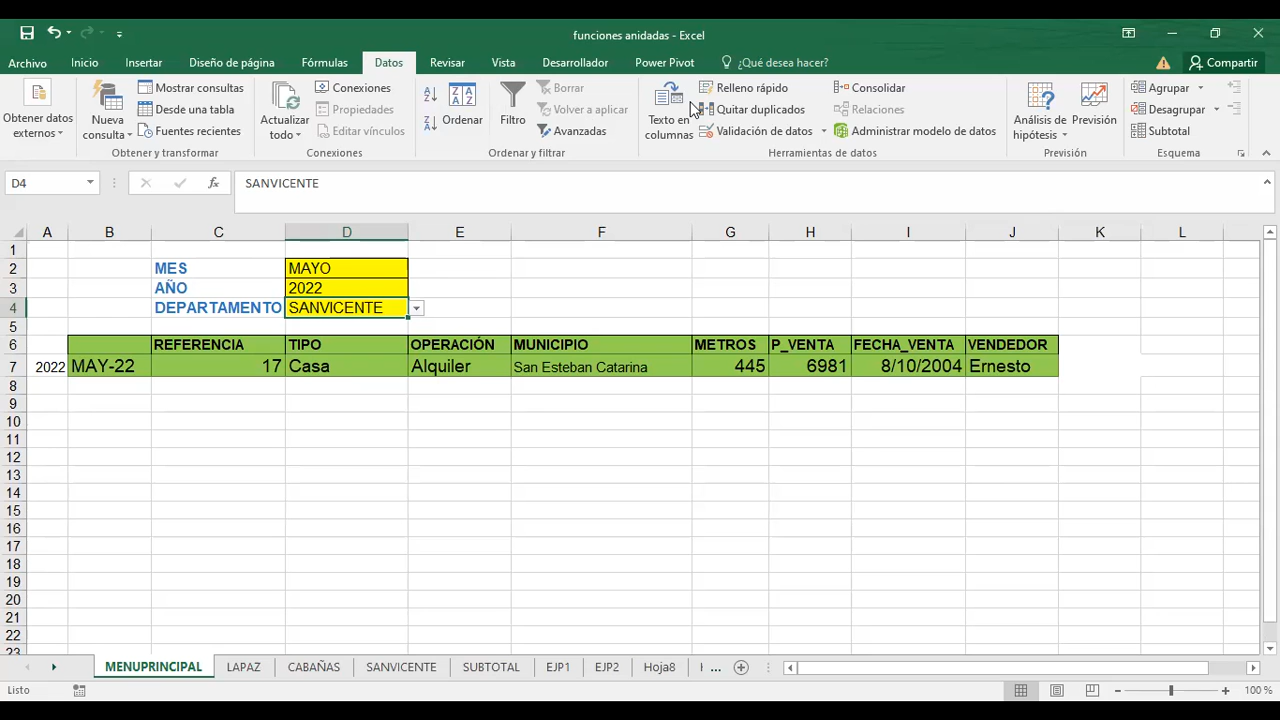 funciones anidadas - Excel
Archivo Inicio Insertar Diseño de página Fórmulas Datos Revisar Vista Desarrollador Power Pivot ¿Qué desea hacer? Compartir
Obtener datos externos
Nueva consulta
Mostrar consultas
Desde una tabla
Fuentes recientes
Obtener y transformar
Actualizar todo
Conexiones
Propiedades
Editar vínculos
Conexiones
Ordenar
Filtro
Borrar
Volver a aplicar
Avanzadas
Ordenar y filtrar
Texto en columnas
Relleno rápido
Quitar duplicados
Validación de datos
Consolidar
Relaciones
Administrar modelo de datos
Herramientas de datos
Análisis de hipótesis
Previsión
Previsión
Agrupar
Desagrupar
Subtotal
Esquema
D4 fx SANVICENTE
A B C D E F G H I J K L
1
2 MES MAYO
3 AÑO 2022
4 DEPARTAMENTO SANVICENTE
5
6 REFERENCIA TIPO OPERACIÓN MUNICIPIO METROS P_VENTA FECHA_VENTA VENDEDOR
7 2022 MAY-22 17 Casa Alquiler San Esteban Catarina 445 6981 8/10/2004 Ernesto
8
9
10
11
12
13
14
15
16
17
18
19
20
21
22
23
MENUPRINCIPAL LAPAZ CABAÑAS SANVICENTE SUBTOTAL EJP1 EJP2 Hoja8 ...
Listo 100 %